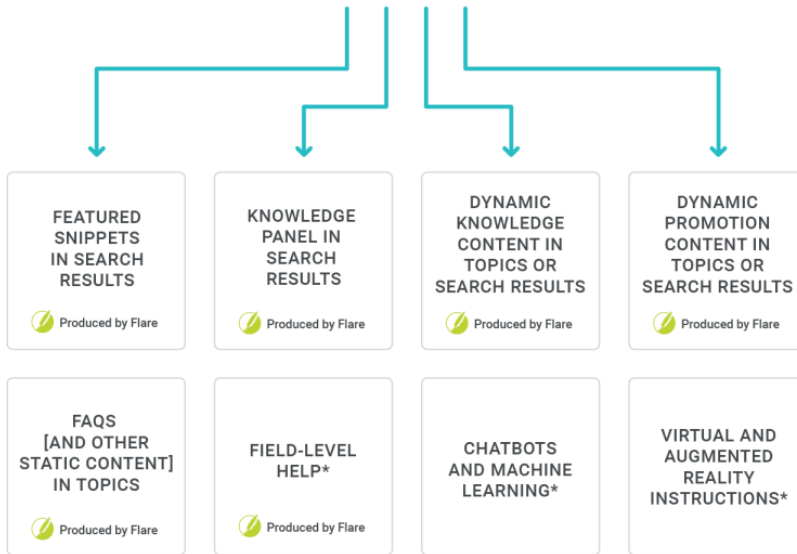 FEATURED
SNIPPETS
IN SEARCH
RESULTS
Produced by Flare
KNOWLEDGE
PANEL IN
SEARCH
RESULTS
Produced by Flare
DYNAMIC
KNOWLEDGE
CONTENT IN
TOPICS OR
SEARCH RESULTS
Produced by Flare
DYNAMIC
PROMOTION
CONTENT IN
TOPICS OR
SEARCH RESULTS
Produced by Flare
FAQS
[AND OTHER
STATIC CONTENT]
IN TOPICS
Produced by Flare
FIELD-LEVEL
HELP*
Produced by Flare
CHATBOTS
AND MACHINE
LEARNING*
VIRTUAL AND
AUGMENTED
REALITY
INSTRUCTIONS*